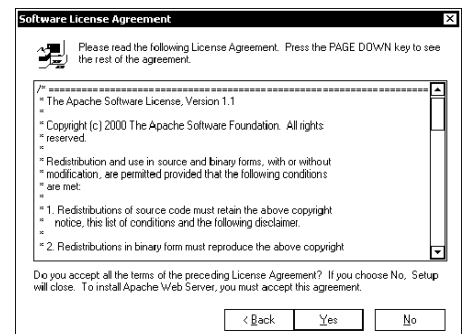 Software License Agreement
Please read the following License Agreement. Press the PAGE DOWN key to see
the rest of the agreement.
/* ====================================================================
* The Apache Software License, Version 1.1
*
* Copyright (c) 2000 The Apache Software Foundation. All rights
* reserved.
*
* Redistribution and use in source and binary forms, with or without
* modification, are permitted provided that the following conditions
* are met:
*
* 1. Redistributions of source code must retain the above copyright
* notice, this list of conditions and the following disclaimer.
*
* 2. Redistributions in binary form must reproduce the above copyright
Do you accept all the terms of the preceding License Agreement? If you choose No, Setup
will close. To install Apache Web Server, you must accept this agreement.
< Back Yes No